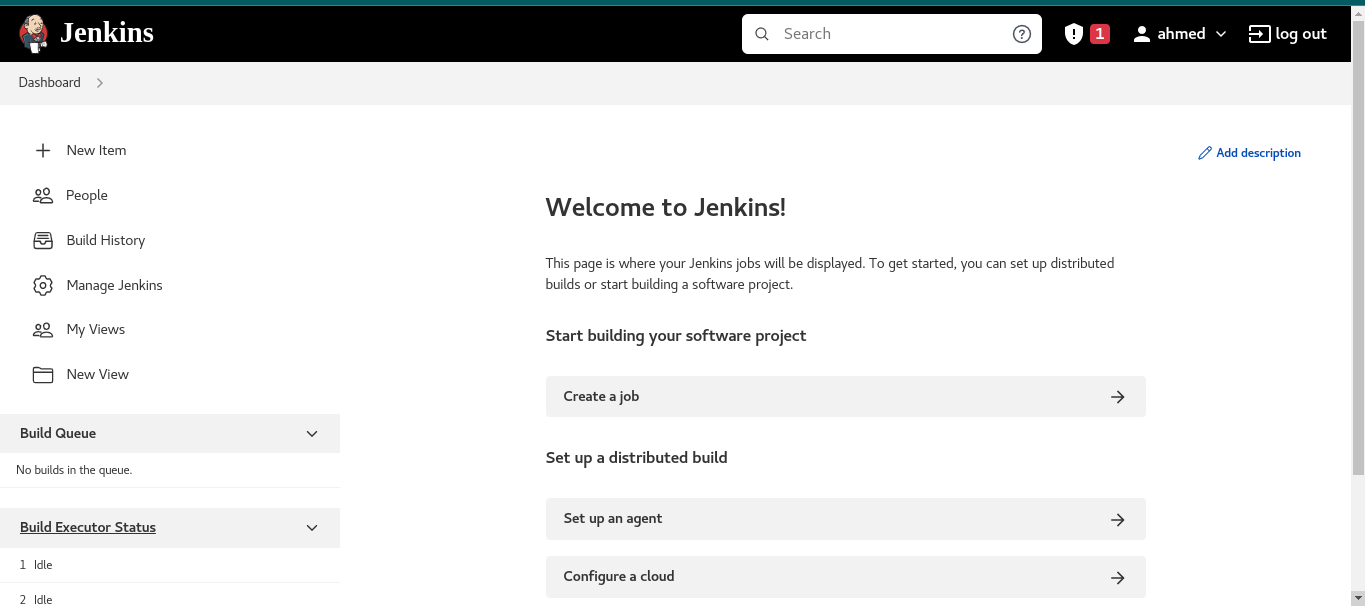 Jenkins
Search
1
ahmed
log out
Dashboard
New Item
People
Build History
Manage Jenkins
My Views
New View
Build Queue
No builds in the queue.
Build Executor Status
1 Idle
2 Idle
Add description
Welcome to Jenkins!
This page is where your Jenkins jobs will be displayed. To get started, you can set up distributed
builds or start building a software project.
Start building your software project
Create a job
Set up a distributed build
Set up an agent
Configure a cloud